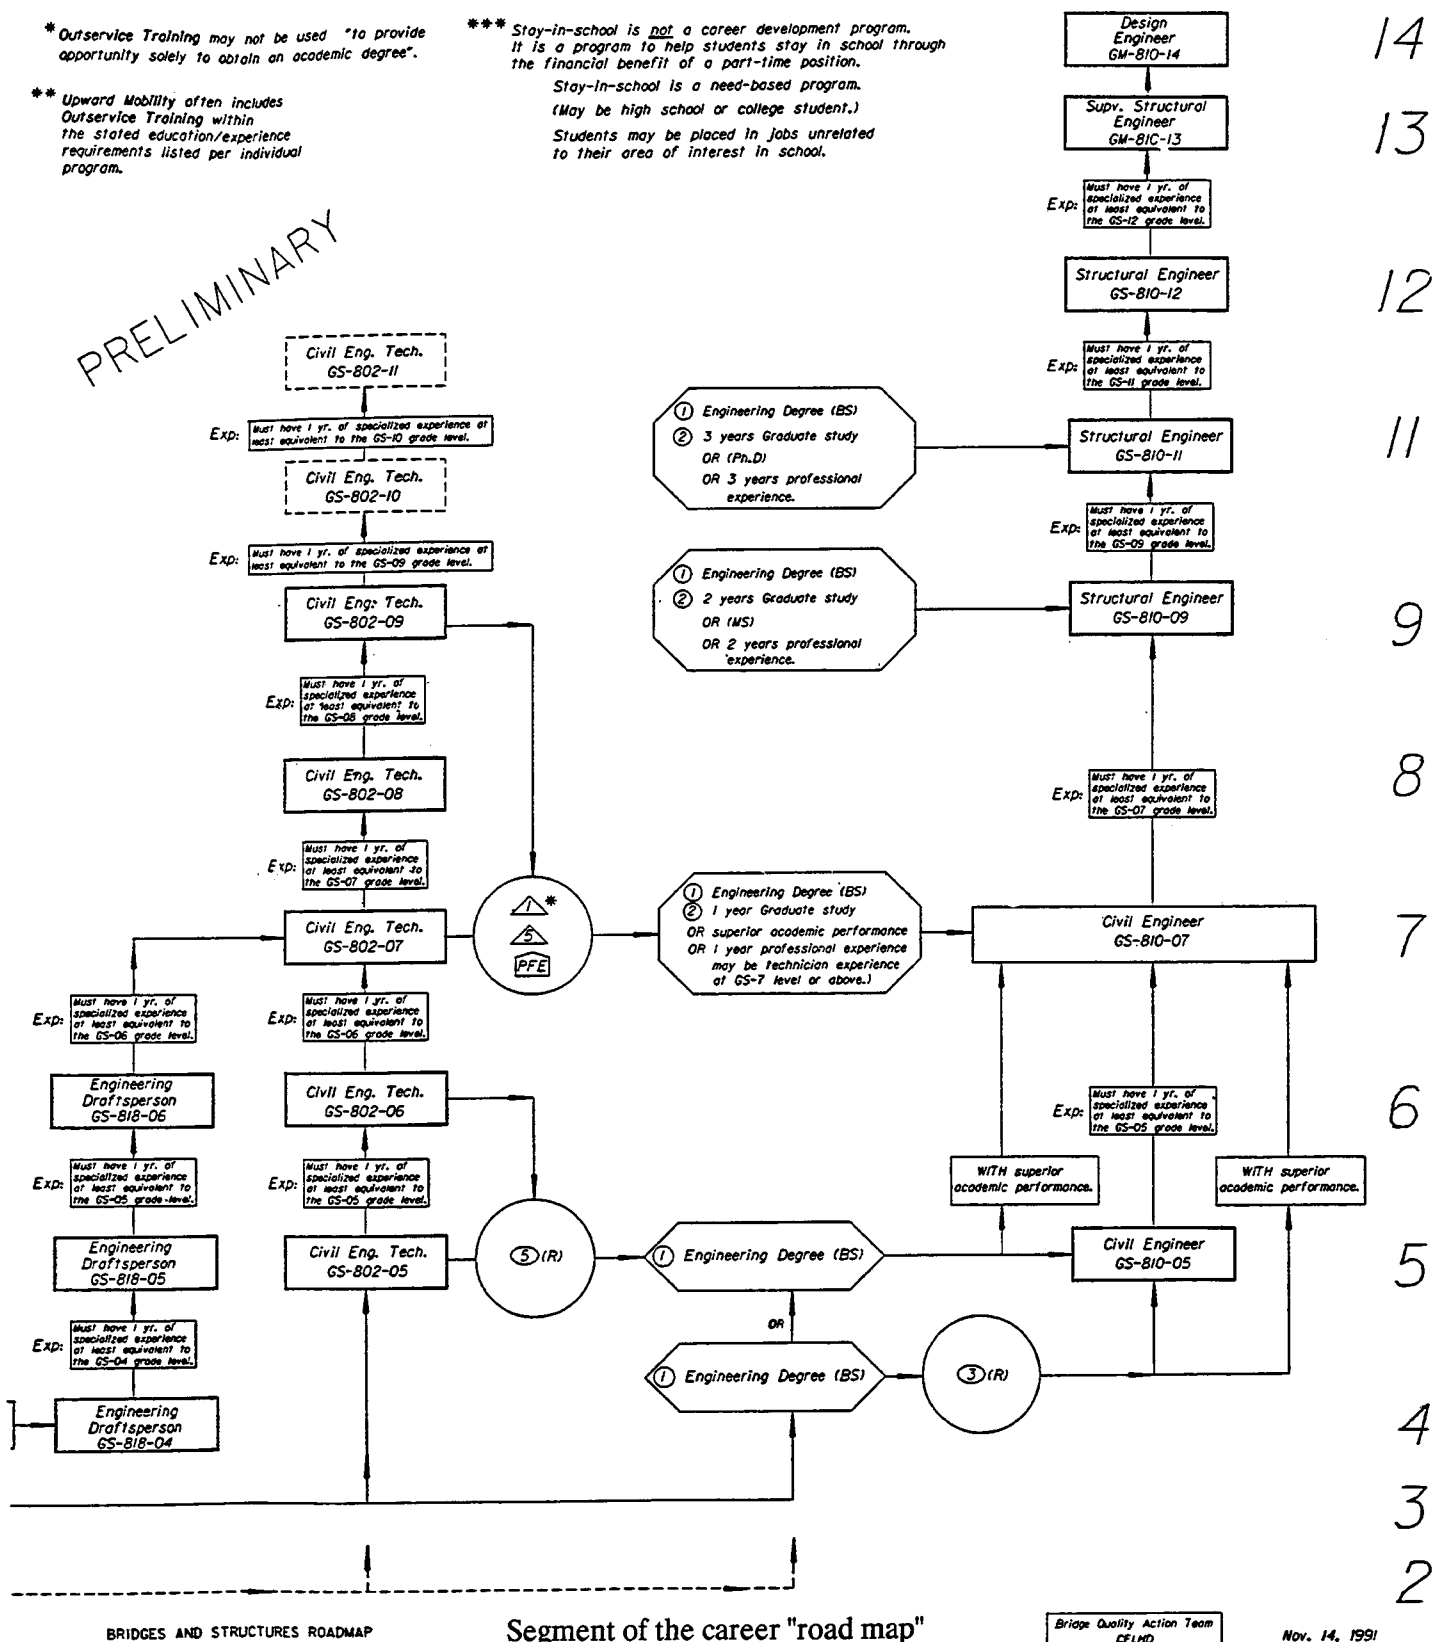 * Outservice Training may not be used "to provide
opportunity solely to obtain an academic degree".
** Upward Mobility often includes
Outservice Training within
the stated education/experience
requirements listed per individual
program.
*** Stay-in-school is not a career development program.
It is a program to help students stay in school through
the financial benefit of a part-time position.
Stay-in-school is a need-based program.
(May be high school or college student.)
Students may be placed in jobs unrelated
to their area of interest in school.
PRELIMINARY
Design
Engineer
GM-810-14
14
Supv. Structural
Engineer
GM-81C-13
13
Exp:
Must have 1 yr. of
specialized experience
at least equivalent to
the GS-12 grade level.
Structural Engineer
GS-810-12
12
Exp:
Must have 1 yr. of
specialized experience
at least equivalent to
the GS-11 grade level.
Civil Eng. Tech.
GS-802-11
Exp:
Must have 1 yr. of specialized experience at
least equivalent to the GS-10 grade level.
Civil Eng. Tech.
GS-802-10
1 Engineering Degree (BS)
2 3 years Graduate study
OR (Ph.D)
OR 3 years professional
experience.
Structural Engineer
GS-810-11
11
Exp:
Must have 1 yr. of specialized experience at
least equivalent to the GS-09 grade level.
Exp:
Must have 1 yr. of
specialized experience
at least equivalent to
the GS-09 grade level.
Civil Eng: Tech.
GS-802-09
1 Engineering Degree (BS)
2 2 years Graduate study
OR (MS)
OR 2 years professional
experience.
Structural Engineer
GS-810-09
9
Exp:
Must have 1 yr. of
specialized experience
at least equivalent to
the GS-08 grade level.
Civil Eng. Tech.
GS-802-08
Exp:
Must have 1 yr. of
specialized experience
at least equivalent to
the GS-07 grade level.
8
Exp:
Must have 1 yr. of
specialized experience
at least equivalent to
the GS-07 grade level.
Civil Eng. Tech.
GS-802-07
1 *
5
PFE
1 Engineering Degree (BS)
2 1 year Graduate study
OR superior academic performance
OR 1 year professional experience
may be technician experience
at GS-7 level or above.)
Civil Engineer
GS-810-07
7
Exp:
Must have 1 yr. of
specialized experience
at least equivalent to
the GS-06 grade level.
Exp:
Must have 1 yr. of
specialized experience
at least equivalent to
the GS-06 grade level.
Engineering
Draftsperson
GS-818-06
Civil Eng. Tech.
GS-802-06
Exp:
Must have 1 yr. of
specialized experience
at least equivalent to
the GS-05 grade level.
6
Exp:
Must have 1 yr. of
specialized experience
at least equivalent to
the GS-05 grade level.
Exp:
Must have 1 yr. of
specialized experience
at least equivalent to
the GS-05 grade level.
WITH superior
academic performance.
WITH superior
academic performance.
Engineering
Draftsperson
GS-818-05
Civil Eng. Tech.
GS-802-05
5 (R)
1 Engineering Degree (BS)
Civil Engineer
GS-810-05
5
Exp:
Must have 1 yr. of
specialized experience
at least equivalent to
the GS-04 grade level.
OR
1 Engineering Degree (BS)
3 (R)
Engineering
Draftsperson
GS-818-04
4
3
2
BRIDGES AND STRUCTURES ROADMAP
Segment of the career "road map"
Bridge Quality Action Team
CELMD
Nov. 14, 1991